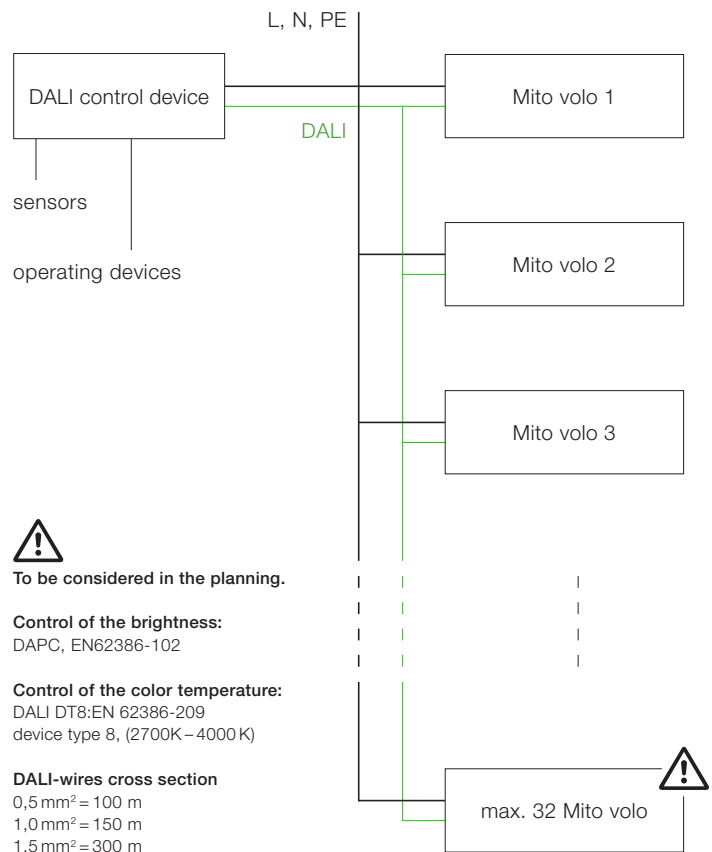 L, N, PE
DALI control device
Mito volo 1
DALI
sensors
operating devices
Mito volo 2
Mito volo 3
To be considered in the planning.
Control of the brightness:
DAPC, EN62386-102
Control of the color temperature:
DALI DT8:EN 62386-209
device type 8, (2700K – 4000 K)
DALI-wires cross section
0,5 mm² = 100 m
1,0 mm² = 150 m
1,5 mm² = 300 m
max. 32 Mito volo